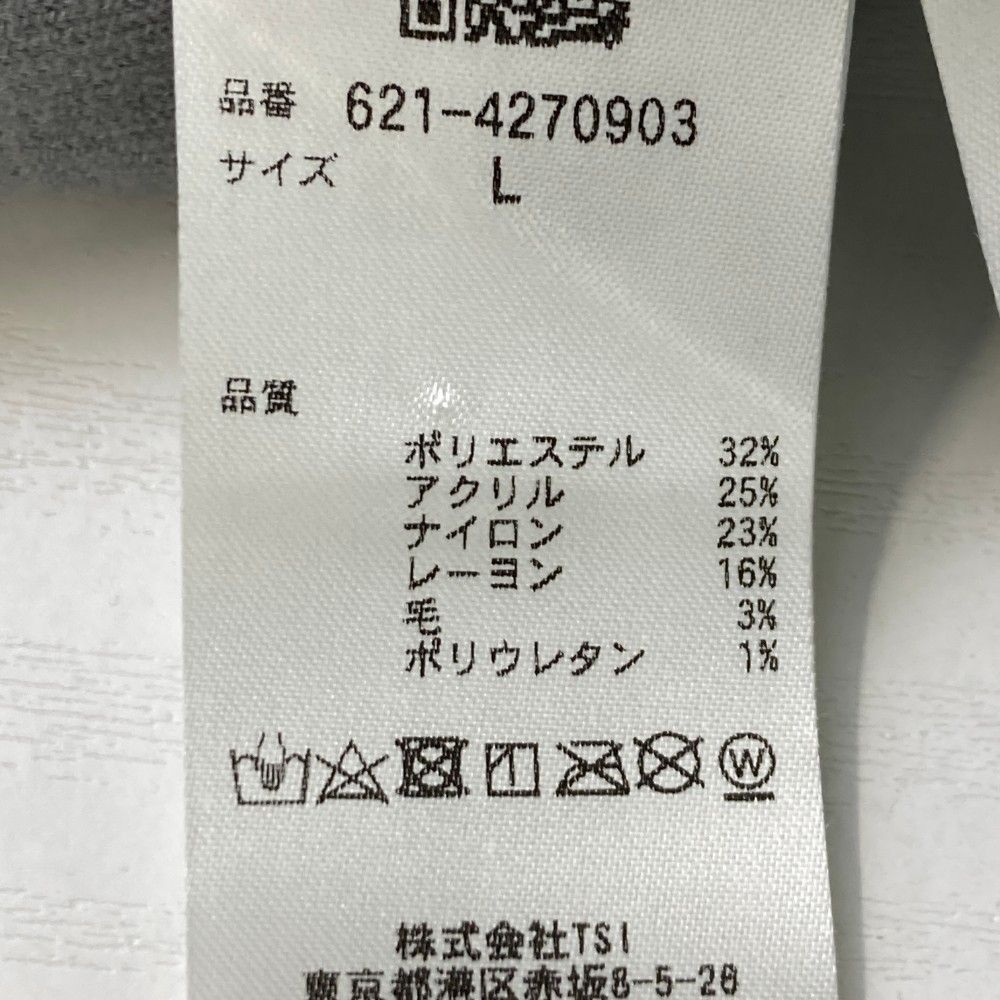 品番 621-4270903
サイズ L
品質
ポリエステル 32%
アクリル 25%
ナイロン 23%
レーヨン 16%
毛 3%
ポリウレタン 1%
W
株式会社TSI
東京都港区赤坂8-5-28